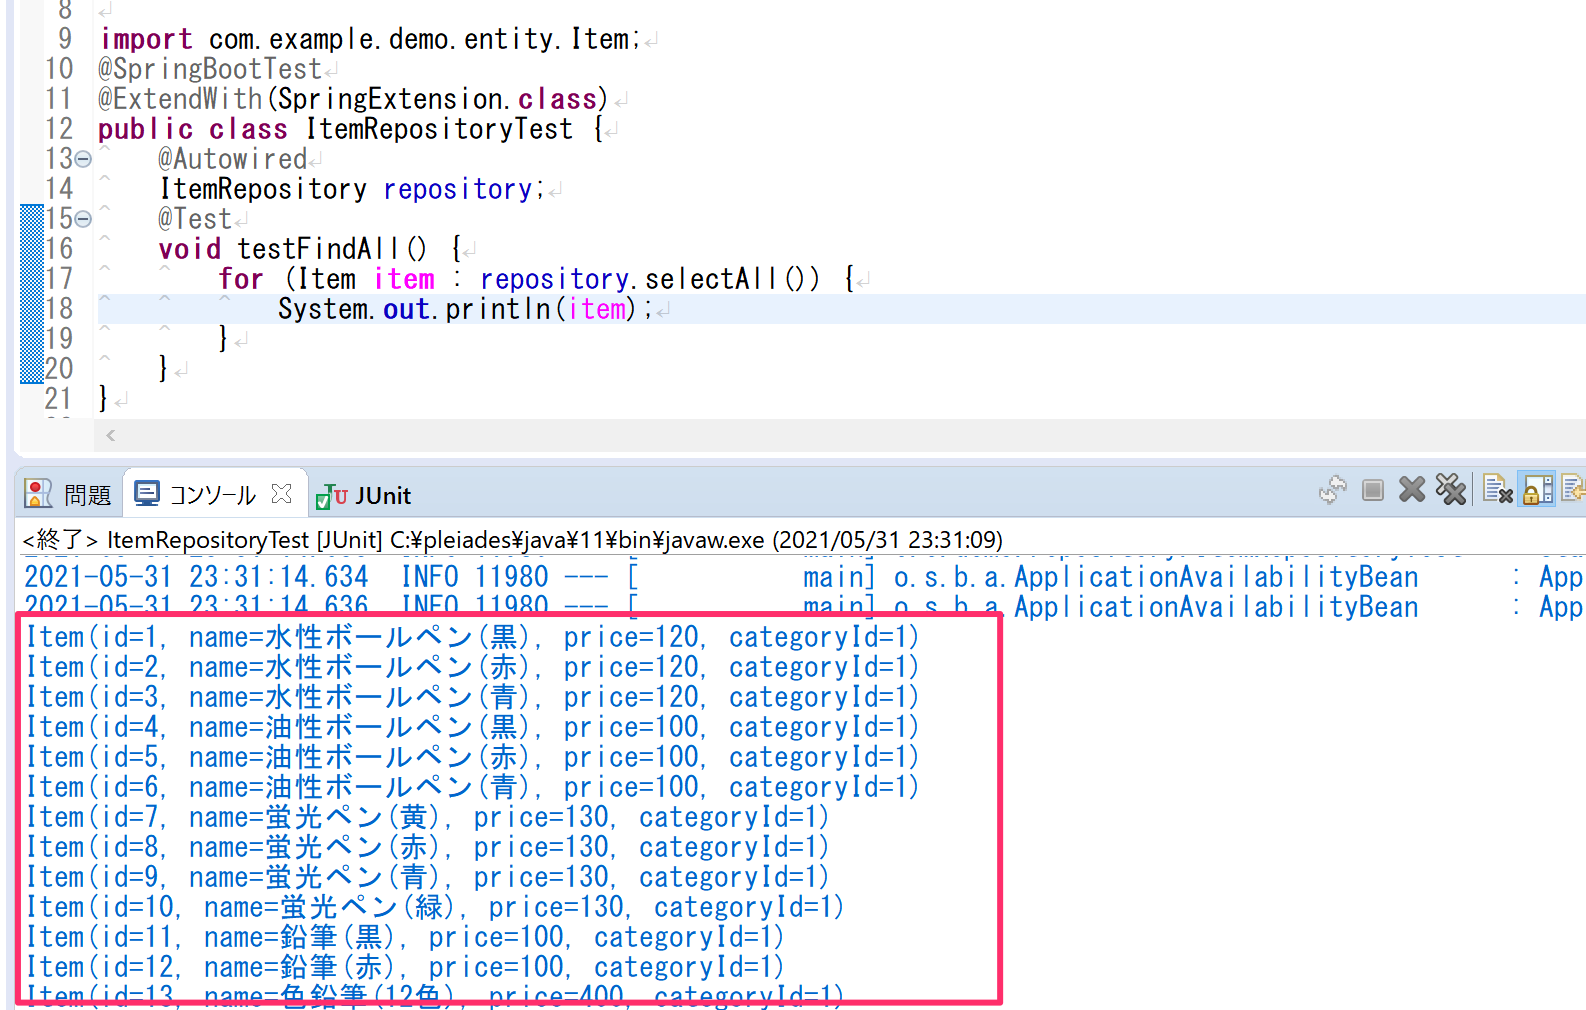 8
9 import com.example.demo.entity.Item;
10 @SpringBootTest
11 @ExtendWith(SpringExtension.class)
12 public class ItemRepositoryTest {
13 @Autowired
14 ItemRepository repository;
15 @Test
16 void testFindAll() {
17 for (Item item : repository.selectAll()) {
18 System.out.println(item);
19 }
20 }
21 }
問題 コンソール JUnit
<終了> ItemRepositoryTest [JUnit] C:¥pleiades¥java¥11¥bin¥javaw.exe (2021/05/31 23:31:09)
2021-05-31 23:31:14.634 INFO 11980 --- [ main] o.s.b.a.ApplicationAvailabilityBean : App
2021-05-31 23:31:14.636 INFO 11980 --- [ main] o.s.b.a.ApplicationAvailabilityBean : App
Item(id=1, name=水性ボールペン(黒), price=120, categoryId=1)
Item(id=2, name=水性ボールペン(赤), price=120, categoryId=1)
Item(id=3, name=水性ボールペン(青), price=120, categoryId=1)
Item(id=4, name=油性ボールペン(黒), price=100, categoryId=1)
Item(id=5, name=油性ボールペン(赤), price=100, categoryId=1)
Item(id=6, name=油性ボールペン(青), price=100, categoryId=1)
Item(id=7, name=蛍光ペン(黄), price=130, categoryId=1)
Item(id=8, name=蛍光ペン(赤), price=130, categoryId=1)
Item(id=9, name=蛍光ペン(青), price=130, categoryId=1)
Item(id=10, name=蛍光ペン(緑), price=130, categoryId=1)
Item(id=11, name=鉛筆(黒), price=100, categoryId=1)
Item(id=12, name=鉛筆(赤), price=100, categoryId=1)
Item(id=13, name=色鉛筆(12色), price=400, categoryId=1)